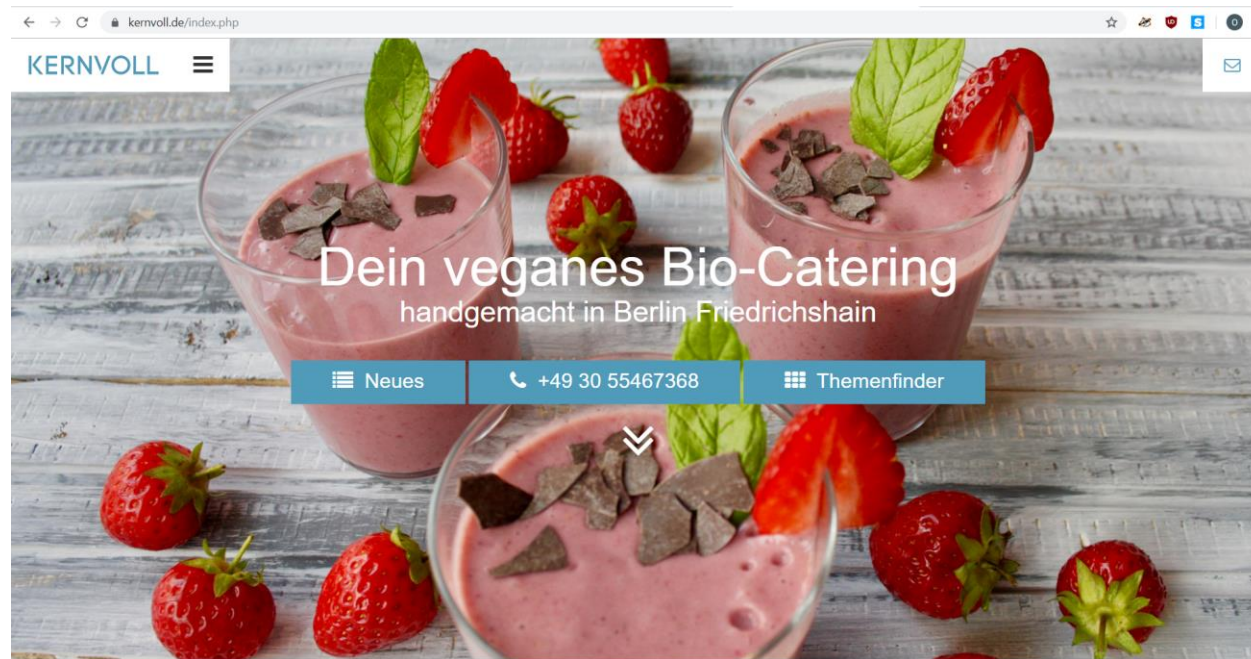 kernvoll.de/index.php
KERNVOLL
Dein veganes Bio-Catering
handgemacht in Berlin Friedrichshain
Neues
+49 30 55467368
Themenfinder